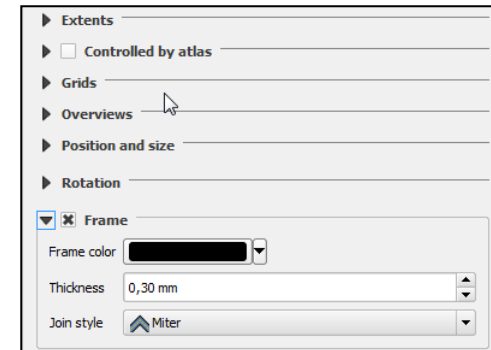 Extents
Controlled by atlas
Grids
Overviews
Position and size
Rotation
Frame
Frame color
Thickness 0,30 mm
Join style Miter